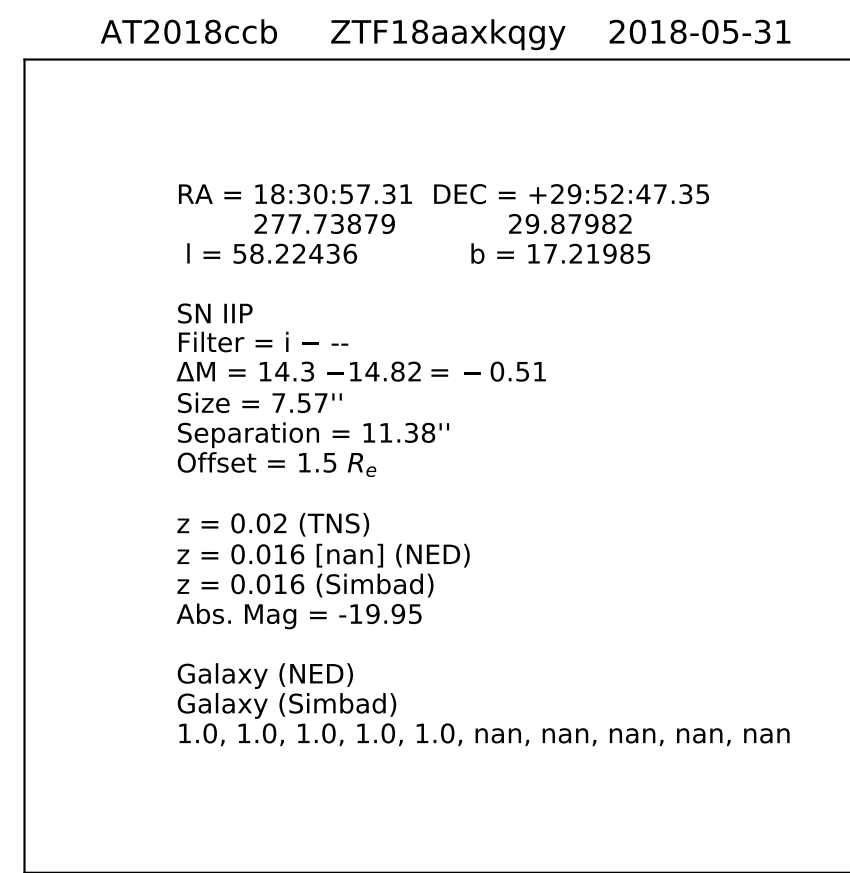 AT2018ccb ZTF18aaxkqgy 2018-05-31
RA = 18:30:57.31 DEC = +29:52:47.35
277.73879 29.87982
l = 58.22436 b = 17.21985
SN IIP
Filter = i − --
ΔM = 14.3 −14.82 = − 0.51
Size = 7.57''
Separation = 11.38''
Offset = 1.5 Rₑ
z = 0.02 (TNS)
z = 0.016 [nan] (NED)
z = 0.016 (Simbad)
Abs. Mag = -19.95
Galaxy (NED)
Galaxy (Simbad)
1.0, 1.0, 1.0, 1.0, 1.0, nan, nan, nan, nan, nan